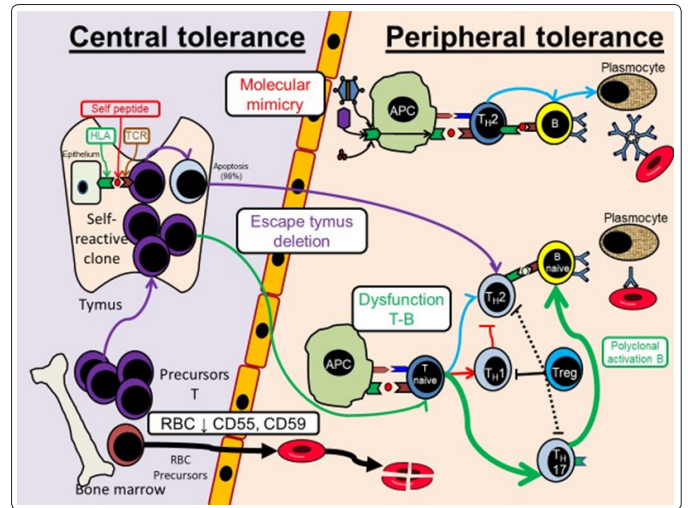 Central tolerance
Peripheral tolerance
Molecular
mimicry
Self peptide
HLA
TCR
Epithelium
Apoptosis
(98%)
Self-
reactive
clone
Thymus
Escape tymus
deletion
Precursors
T
RBC ↓ CD55, CD59
RBC
Precursors
Bone marrow
APC
TH2
B
Plasmocyte
Plasmocyte
B
naive
TH2
Dysfunction
T-B
APC
T
naive
TH1
Treg
TH
17
Polyclonal
activation B